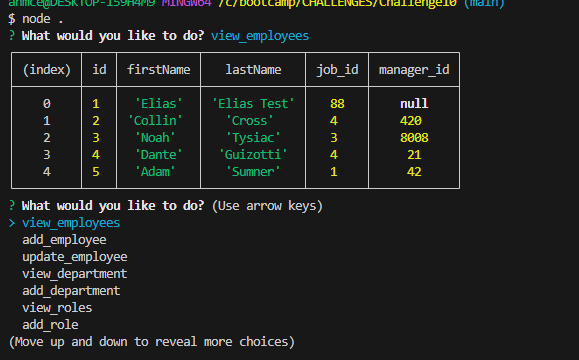 ahmce@DESKTOP-IS9H4M9 MINGW64 /c/bootcamp/CHALLENGES/Challenge10 (main)
$ node .
? What would you like to do? view_employees
(index) id firstName lastName job_id manager_id
0 1 'Elias' 'Elias Test' 88 null
1 2 'Collin' 'Cross' 4 420
2 3 'Noah' 'Tysiac' 3 8008
3 4 'Dante' 'Guizotti' 4 21
4 5 'Adam' 'Sumner' 1 42
? What would you like to do? (Use arrow keys)
> view_employees
add_employee
update_employee
view_department
add_department
view_roles
add_role
(Move up and down to reveal more choices)